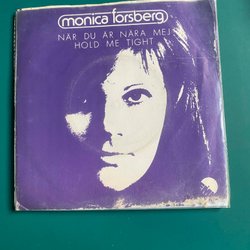 monica forsberg
NÄR DU ÄR NÄRA MEJ
HOLD ME TIGHT